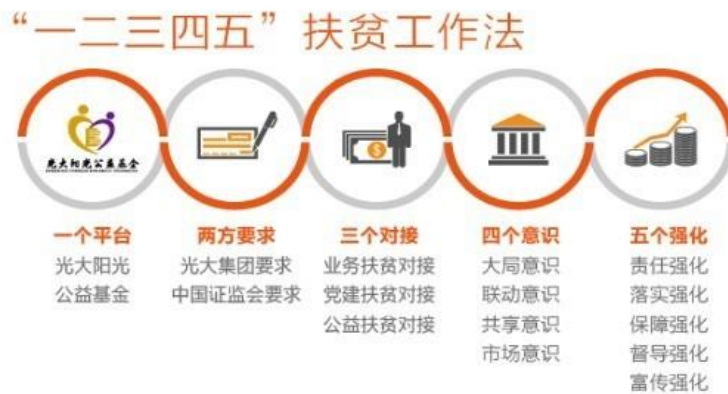 “一二三四五”扶贫工作法
光大阳光公益基金
一个平台
光大阳光
公益基金
两方要求
光大集团要求
中国证监会要求
三个对接
业务扶贫对接
党建扶贫对接
公益扶贫对接
四个意识
大局意识
联动意识
共享意识
市场意识
五个强化
责任强化
落实强化
保障强化
督导强化
富传强化